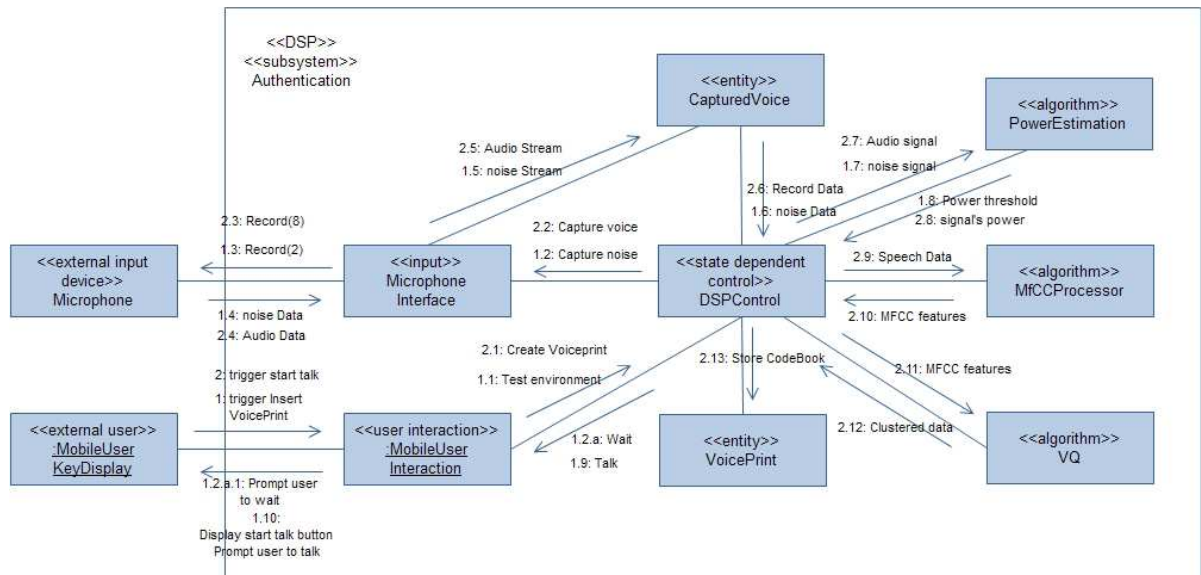 <<DSP>>
<<subsystem>>
Authentication
<<entity>>
CapturedVoice
<<algorithm>>
PowerEstimation
2.5: Audio Stream
1.5: noise Stream
2.7: Audio signal
1.7: noise signal
2.6: Record Data
1.6: noise Data
1.8: Power threshold
2.8: signal's power
2.3: Record(8)
1.3: Record(2)
2.2: Capture voice
1.2: Capture noise
<<external input
device>>
Microphone
<<input>>
Microphone
Interface
<<state dependent
control>>
DSPControl
2.9: Speech Data
<<algorithm>>
MfCCProcessor
1.4: noise Data
2.4: Audio Data
2.10: MFCC features
2.1: Create Voiceprint
1.1: Test environment
2.13: Store CodeBook
2.11: MFCC features
2: trigger start talk
1: trigger Insert
VoicePrint
<<external user>>
:MobileUser
KeyDisplay
<<user interaction>>
:MobileUser
Interaction
1.2.a: Wait
1.9: Talk
<<entity>>
VoicePrint
2.12: Clustered data
<<algorithm>>
VQ
1.2.a.1: Prompt user
to wait
1.10:
Display start talk button
Prompt user to talk